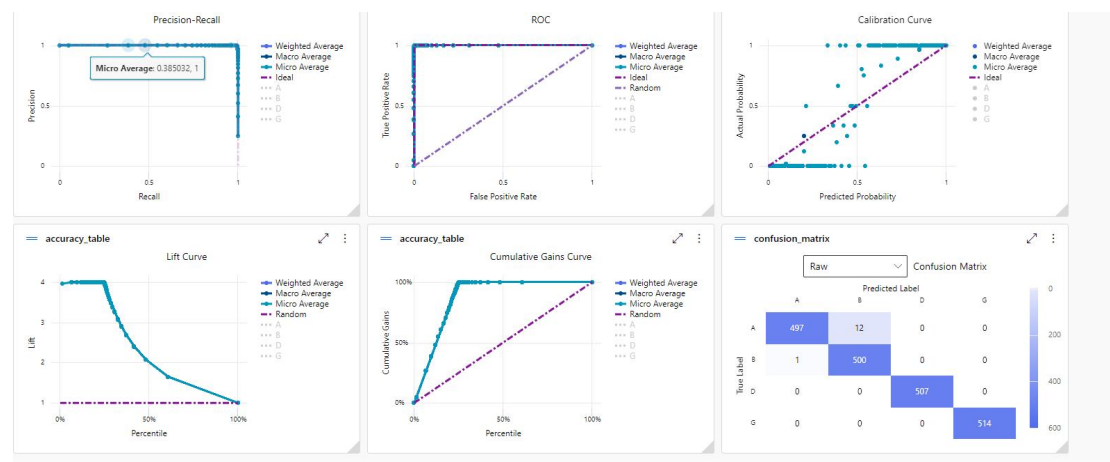 Precision-Recall
Precision
1
0.5
0
Micro Average: 0.385032, 1
0
0.5
1
Recall
Weighted Average
Macro Average
Micro Average
Ideal
A
B
D
G
ROC
True Positive Rate
1
0.5
0
0
0.5
1
False Positive Rate
Weighted Average
Macro Average
Micro Average
Ideal
Random
A
B
D
G
Calibration Curve
Actual Probability
1
0.5
0
0
0.5
1
Predicted Probability
Weighted Average
Macro Average
Micro Average
Ideal
A
B
D
G
accuracy_table
Lift Curve
Lift
4
3
2
1
0%
50%
100%
Percentile
Weighted Average
Macro Average
Micro Average
Random
A
B
D
G
accuracy_table
Cumulative Gains Curve
Cumulative Gains
100%
50%
0%
0%
50%
100%
Percentile
Weighted Average
Macro Average
Micro Average
Random
A
B
D
G
confusion_matrix
Raw Confusion Matrix
Predicted Label
A B D G
True Label
A 497 12 0 0
B 1 500 0 0
D 0 0 507 0
G 0 0 0 514
0
200
400
600